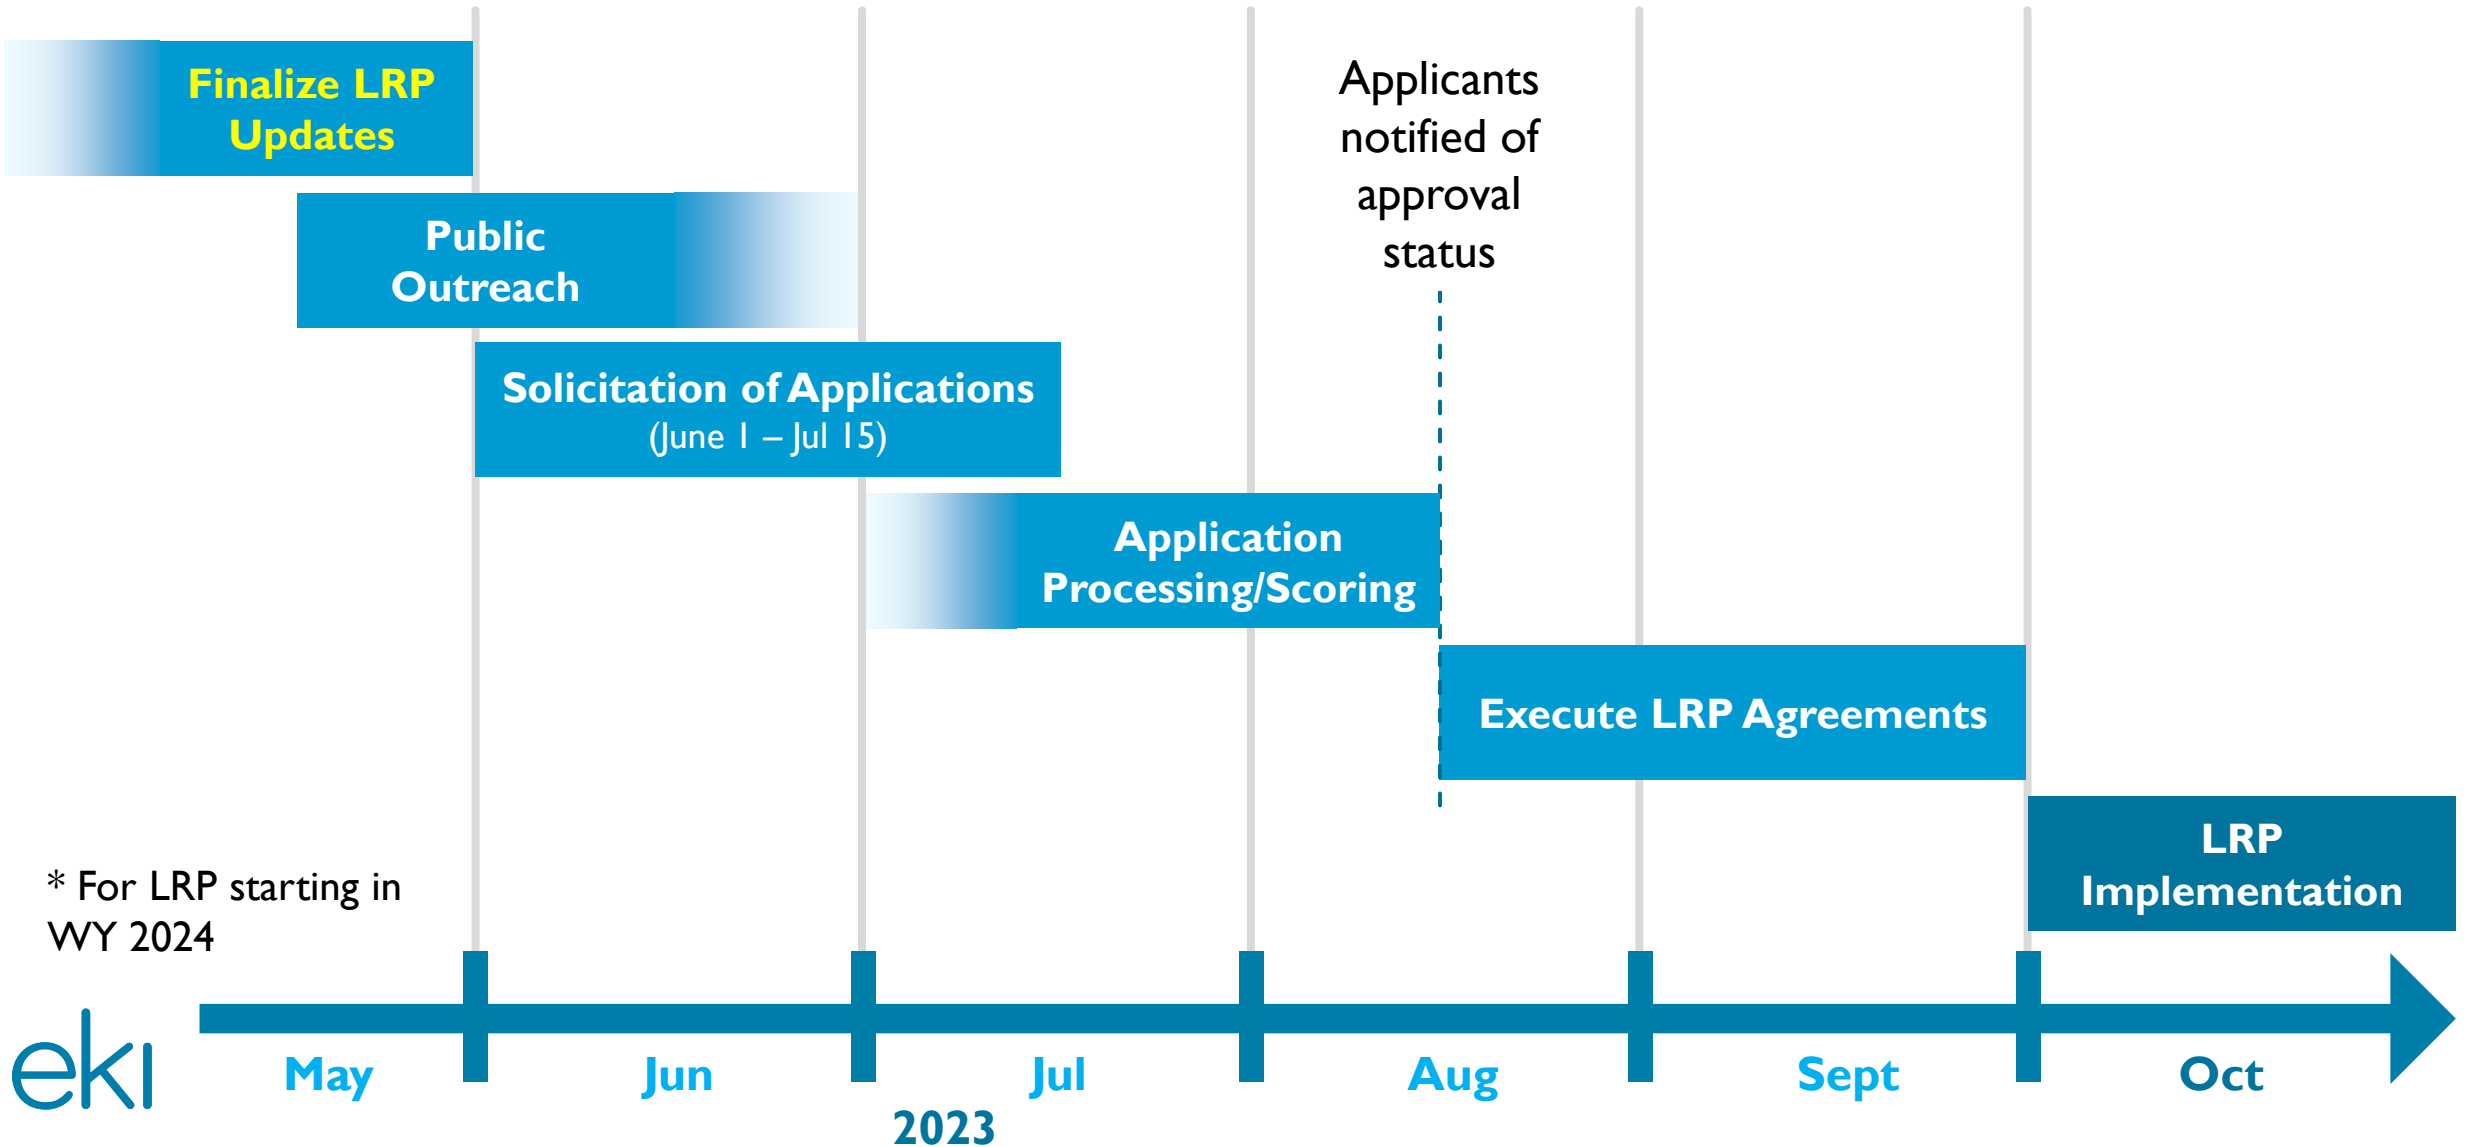 Finalize LRP
Updates
Applicants
notified of
approval
status
Public
Outreach
Solicitation of Applications
(June 1 – Jul 15)
Application
Processing/Scoring
Execute LRP Agreements
LRP
Implementation
* For LRP starting in
WY 2024
eki
May
Jun
Jul
Aug
Sept
Oct
2023